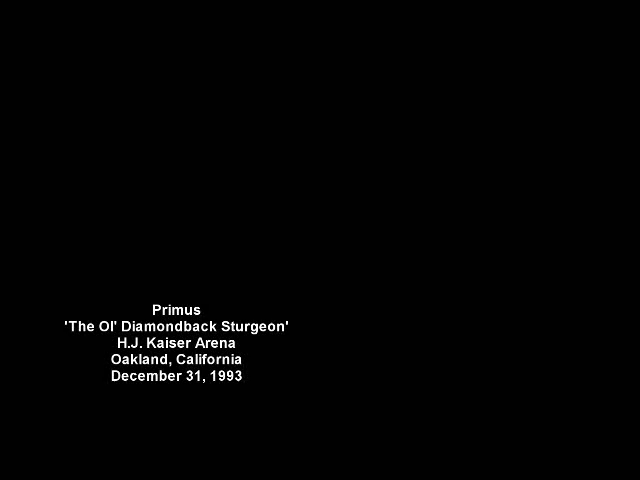 Primus
'The Ol' Diamondback Sturgeon'
H.J. Kaiser Arena
Oakland, California
December 31, 1993